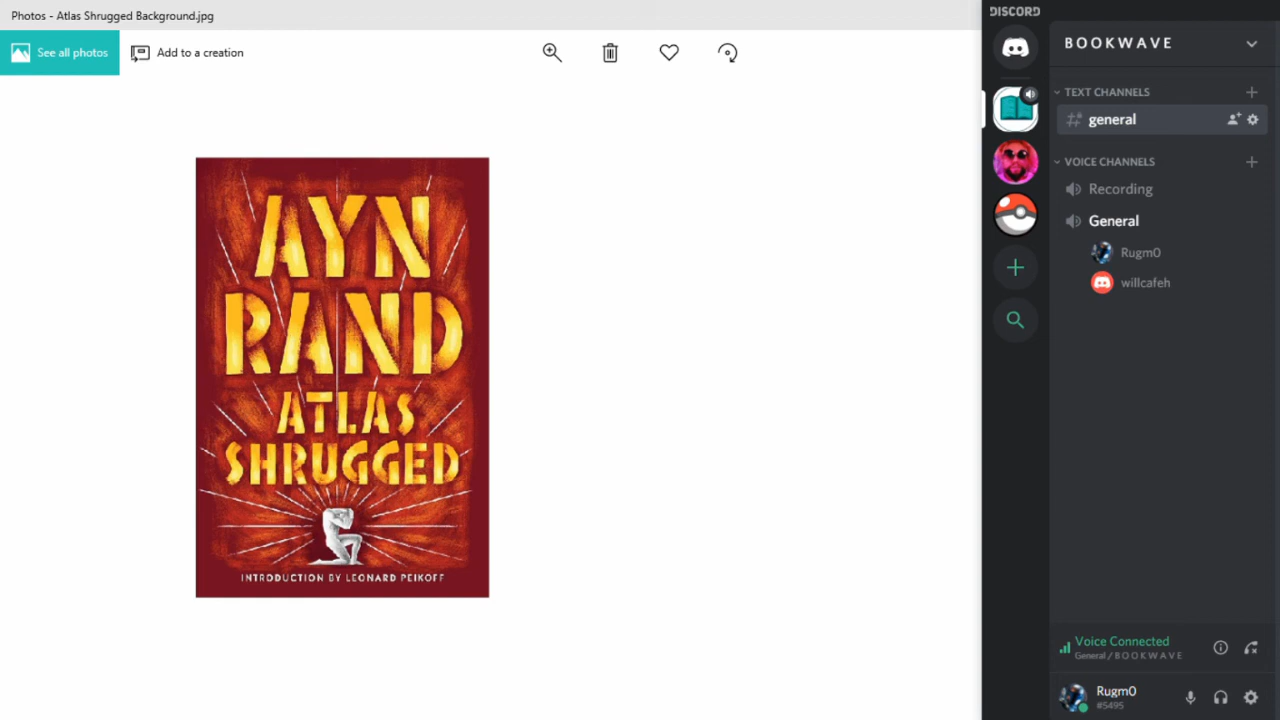 Photos - Atlas Shrugged Background.jpg
See all photos
Add to a creation
AYN
RAND
ATLAS
SHRUGGED
INTRODUCTION BY LEONARD PEIKOFF
DISCORD
BOOKWAVE
TEXT CHANNELS
general
VOICE CHANNELS
Recording
General
Rugm0
willcafeh
Voice Connected
General / BOOKWAVE
Rugm0
#5495